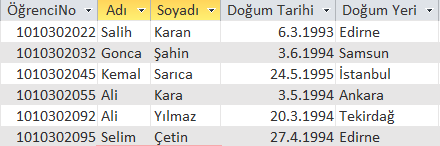 ÖğrenciNo Adı Soyadı Doğum Tarihi Doğum Yeri
1010302022 Salih Karan 6.3.1993 Edirne
1010302032 Gonca Şahin 3.6.1994 Samsun
1010302045 Kemal Sarıca 24.5.1995 İstanbul
1010302055 Ali Kara 3.5.1994 Ankara
1010302092 Ali Yılmaz 20.3.1994 Tekirdağ
1010302095 Selim Çetin 27.4.1994 Edirne